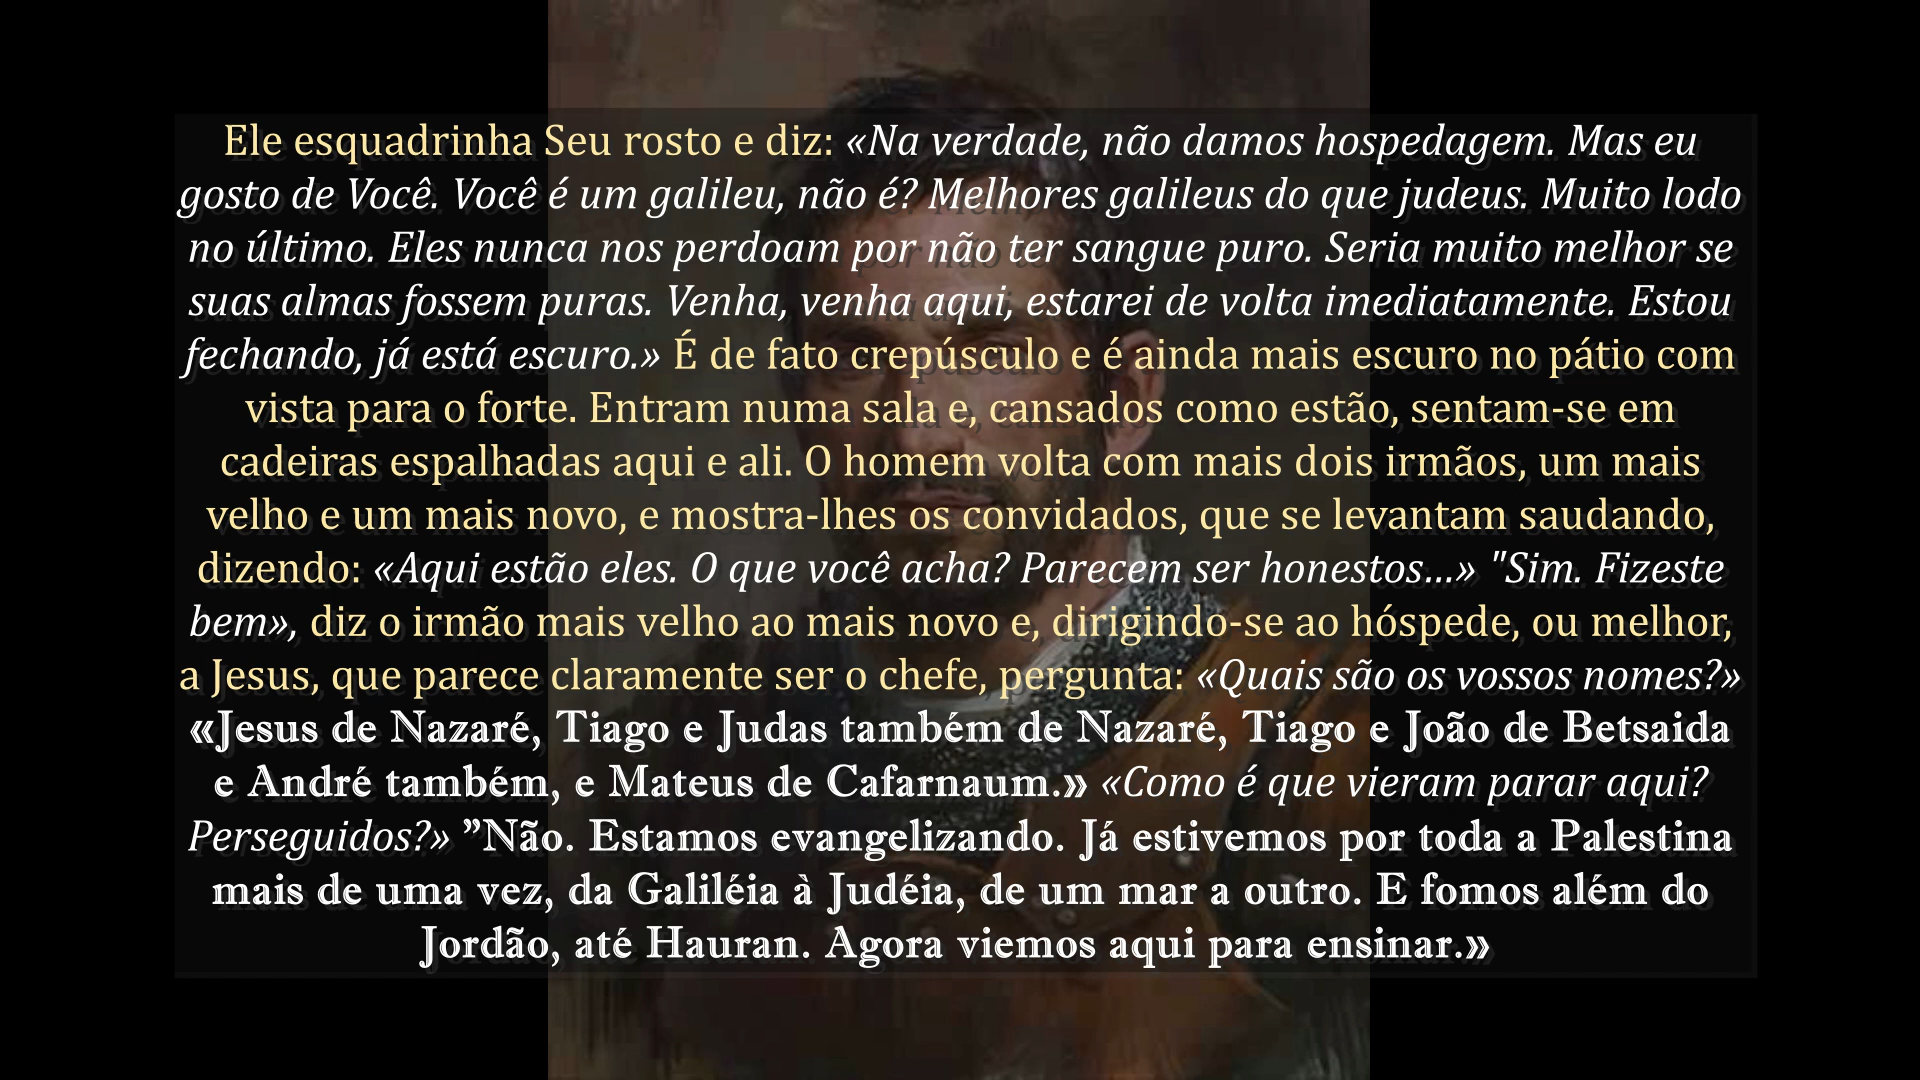 Ele esquadrinha Seu rosto e diz: «Na verdade, não damos hospedagem. Mas eu
gosto de Você. Você é um galileu, não é? Melhores galileus do que judeus. Muito lodo
no último. Eles nunca nos perdoam por não ter sangue puro. Seria muito melhor se
suas almas fossem puras. Venha, venha aqui, estarei de volta imediatamente. Estou
fechando, já está escuro.» É de fato crepúsculo e é ainda mais escuro no pátio com
vista para o forte. Entram numa sala e, cansados como estão, sentam-se em
cadeiras espalhadas aqui e ali. O homem volta com mais dois irmãos, um mais
velho e um mais novo, e mostra-lhes os convidados, que se levantam saudando,
dizendo: «Aqui estão eles. O que você acha? Parecem ser honestos...» "Sim. Fizeste
bem», diz o irmão mais velho ao mais novo e, dirigindo-se ao hóspede, ou melhor,
a Jesus, que parece claramente ser o chefe, pergunta: «Quais são os vossos nomes?»
«Jesus de Nazaré, Tiago e Judas também de Nazaré, Tiago e João de Betsaida
e André também, e Mateus de Cafarnaum.» «Como é que vieram parar aqui?
Perseguidos?» ”Não. Estamos evangelizando. Já estivemos por toda a Palestina
mais de uma vez, da Galiléia à Judéia, de um mar a outro. E fomos além do
Jordão, até Hauran. Agora viemos aqui para ensinar.»